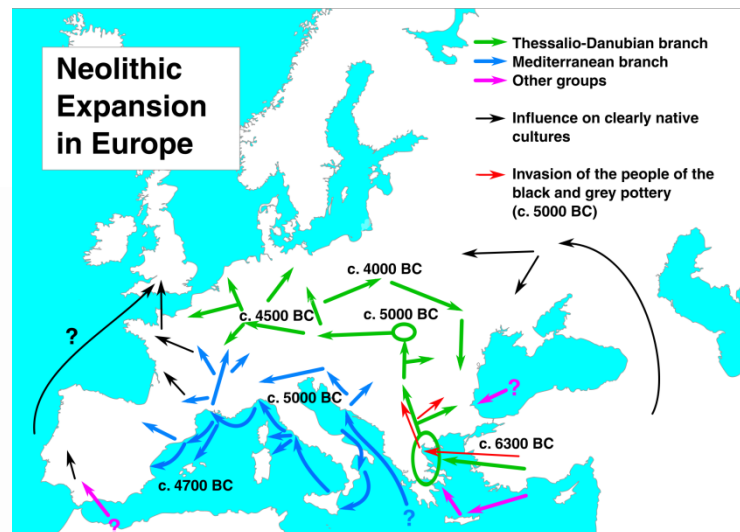 Neolithic
Expansion
in Europe
Thessalio-Danubian branch
Mediterranean branch
Other groups
Influence on clearly native
cultures
Invasion of the people of the
black and grey pottery
(c. 5000 BC)
c. 4000 BC
c. 4500 BC
c. 5000 BC
?
?
c. 5000 BC
c. 6300 BC
c. 4700 BC
?
?